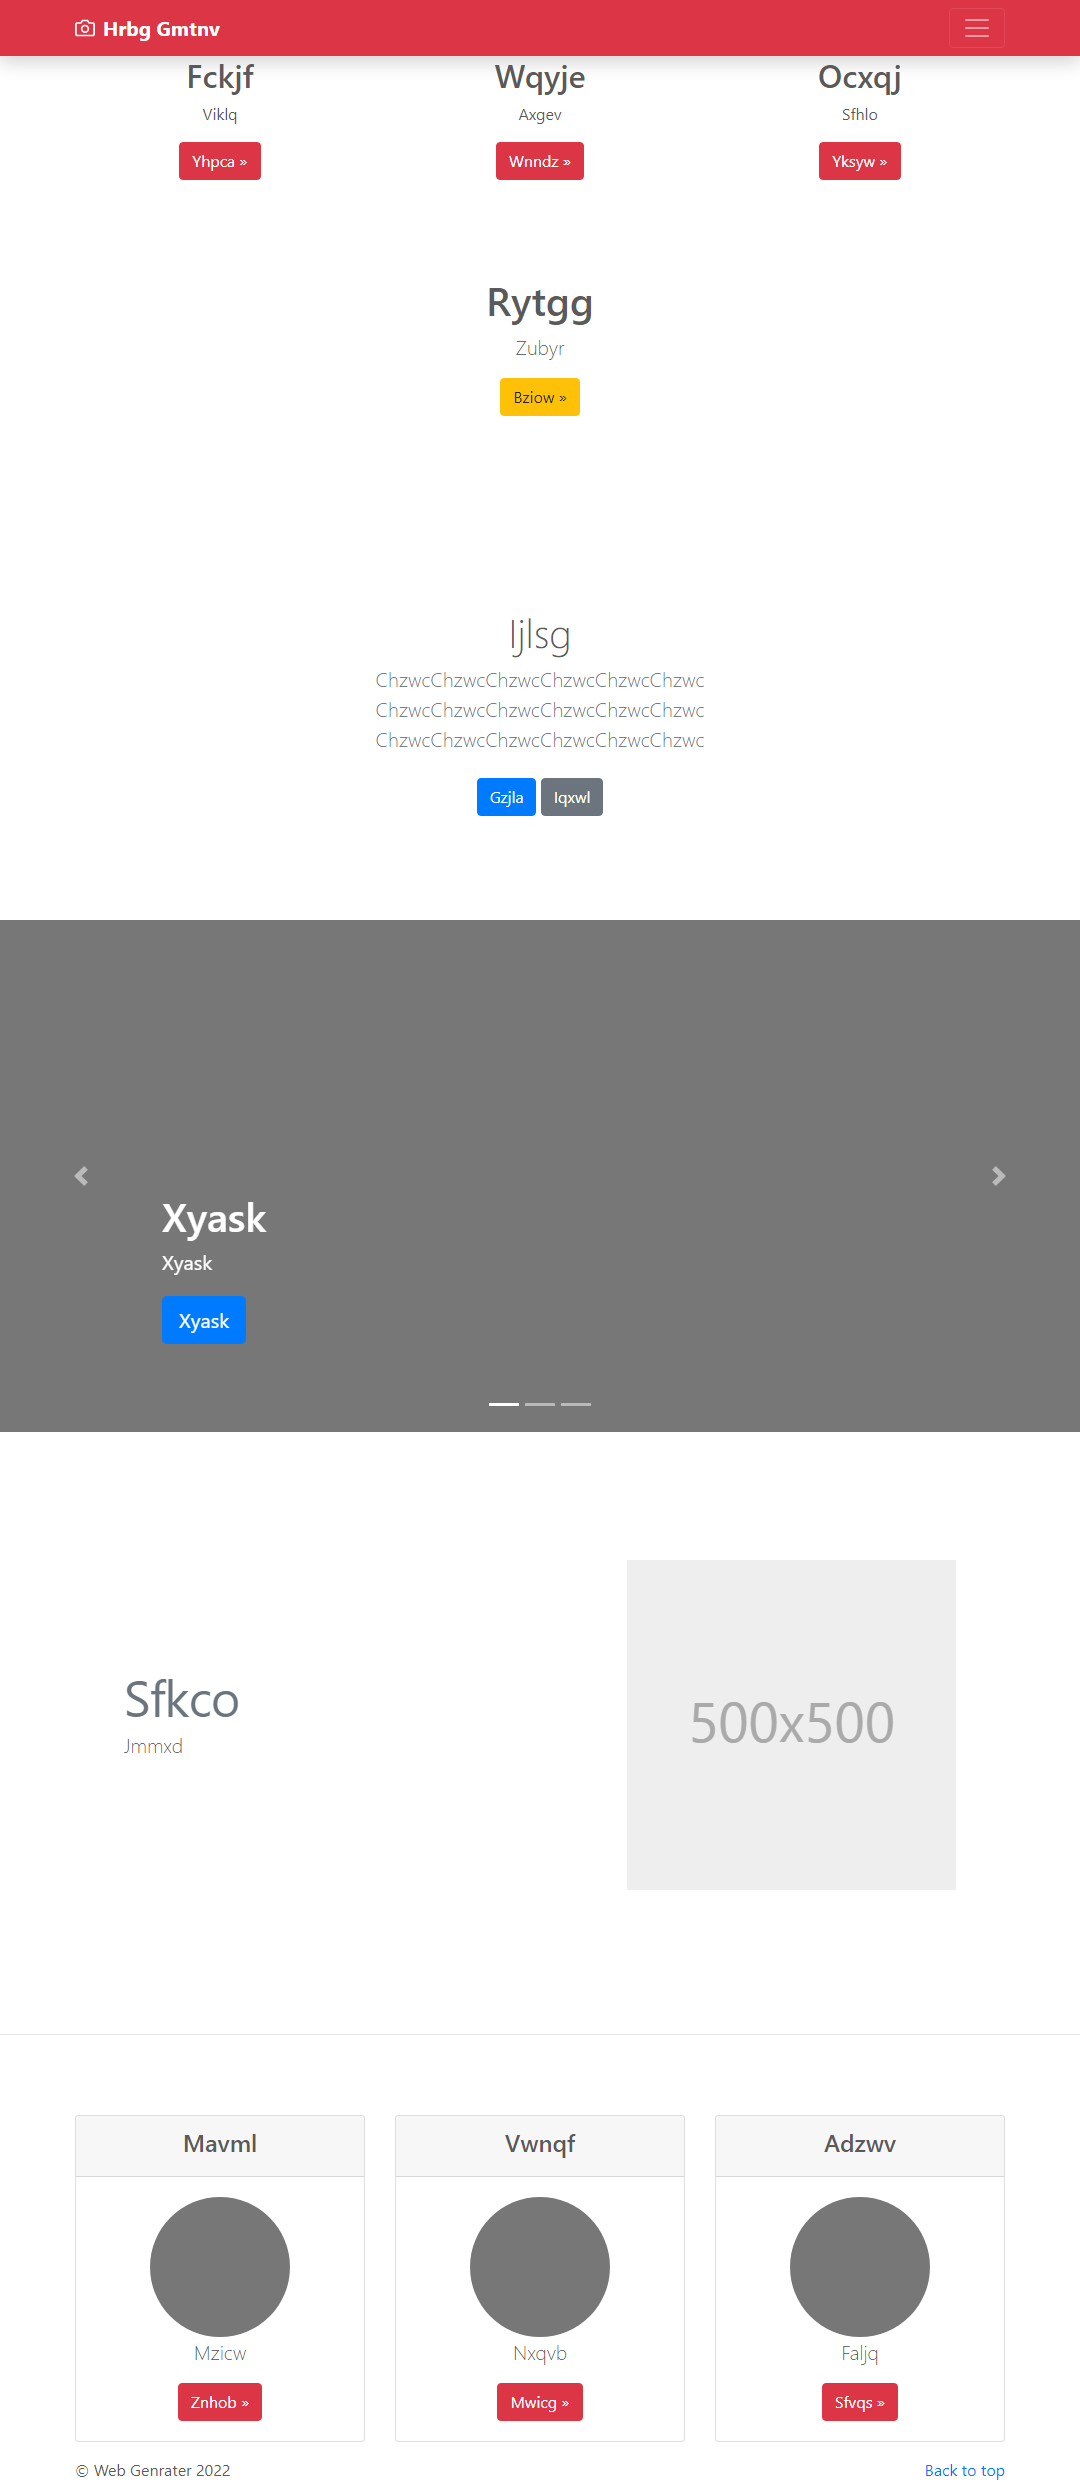 Hrbg Gmtnv
Fckjf
Wqyje
Ocxqj
Viklq
Axgev
Sfhlo
Yhpca »
Wnndz »
Yksyw »
Rytgg
Zubyr
Bziow »
Ijlsg
ChzwcChzwcChzwcChzwcChzwcChzwc
ChzwcChzwcChzwcChzwcChzwcChzwc
ChzwcChzwcChzwcChzwcChzwcChzwc
Gzjla
Iqxwl
Xyask
Xyask
Xyask
Sfkco
Jmmxd
500x500
Mavml
Vwnqf
Adzwv
Mzicw
Nxqvb
Faljq
Znhob »
Mwicg »
Sfvqs »
© Web Genrater 2022
Back to top